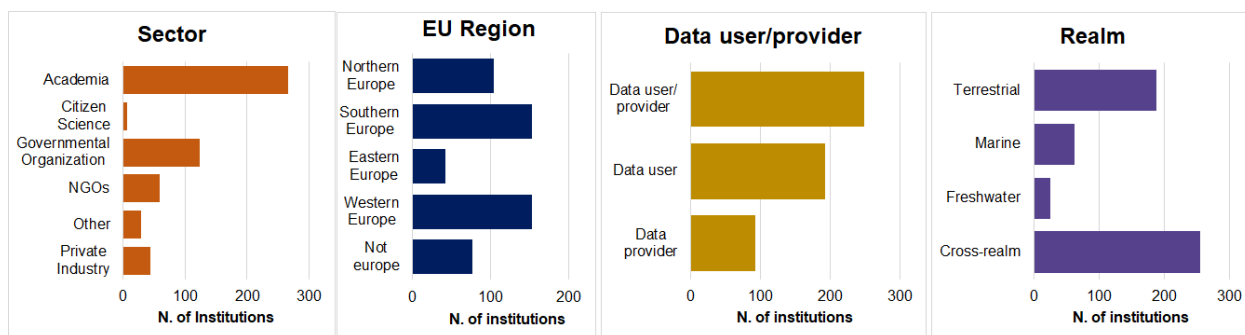 Sector
Academia
Citizen
Science
Governmental
Organization
NGOs
Other
Private
Industry
0 100 200 300
N. of Institutions
EU Region
Northern
Europe
Southern
Europe
Eastern
Europe
Western
Europe
Not
europe
0 100 200
N. of institutions
Data user/provider
Data user/
provider
Data user
Data
provider
0 100 200 300
N. of institutions
Realm
Terrestrial
Marine
Freshwater
Cross-realm
0 100 200 300
N. of institutions